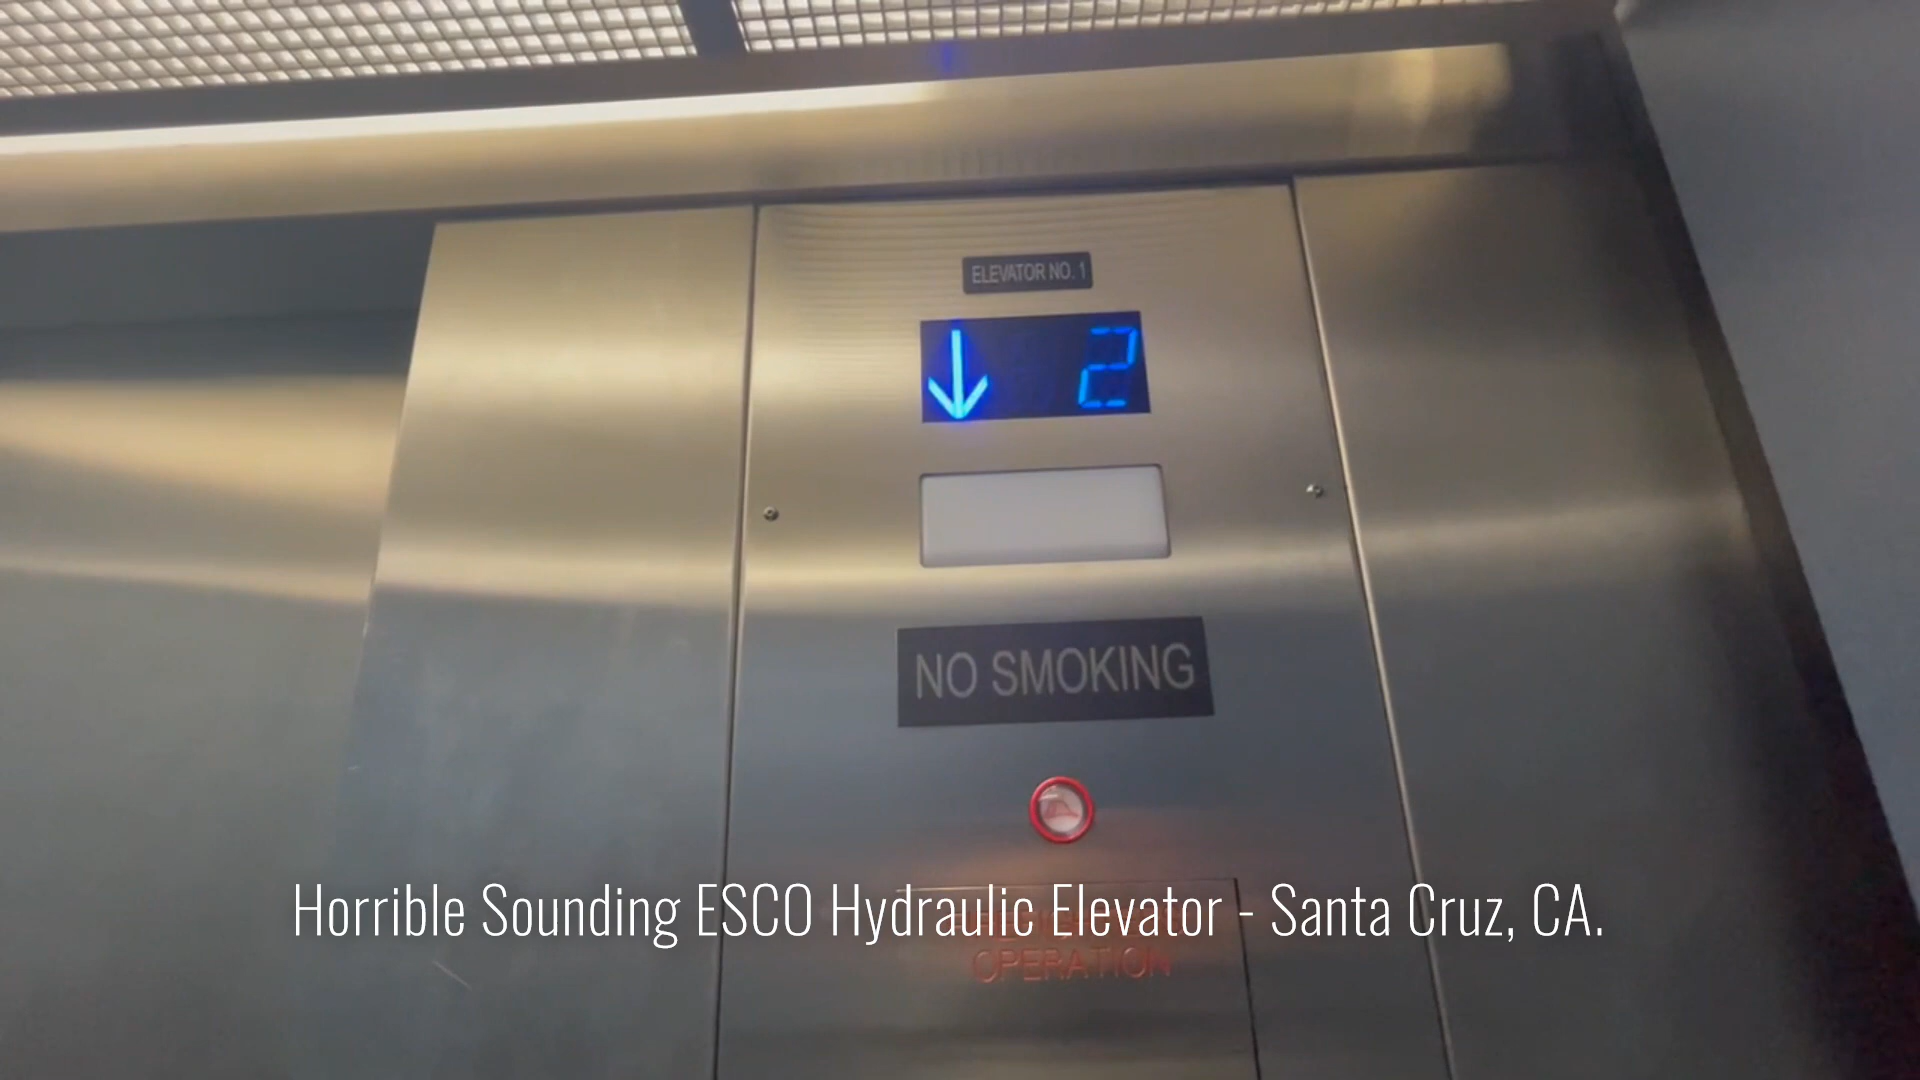 ELEVATOR NO. 1
2
NO SMOKING
Horrible Sounding ESCO Hydraulic Elevator - Santa Cruz, CA.
OPERATION